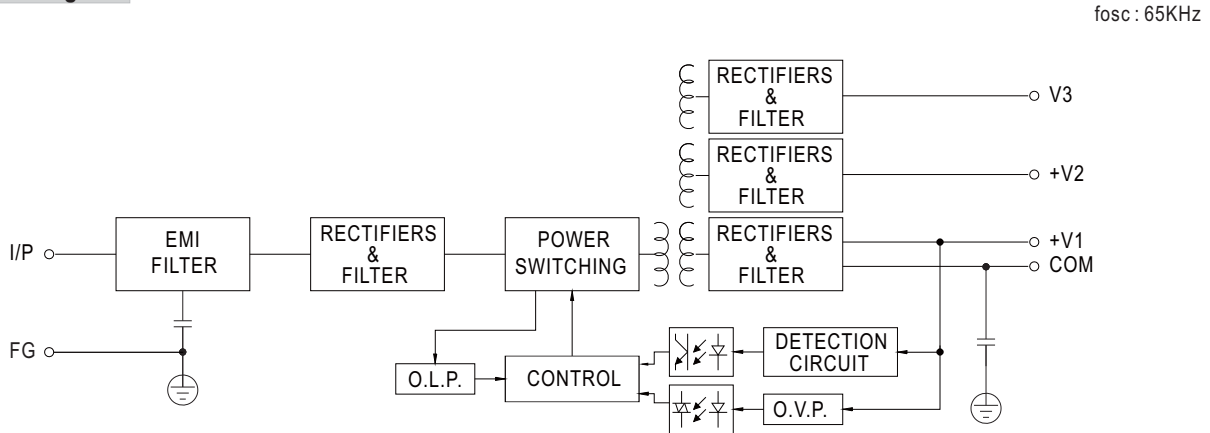 fosc : 65KHz
RECTIFIERS
&
FILTER
V3
RECTIFIERS
&
FILTER
+V2
I/P
EMI
FILTER
RECTIFIERS
&
FILTER
POWER
SWITCHING
RECTIFIERS
&
FILTER
+V1
COM
FG
O.L.P.
CONTROL
DETECTION
CIRCUIT
O.V.P.